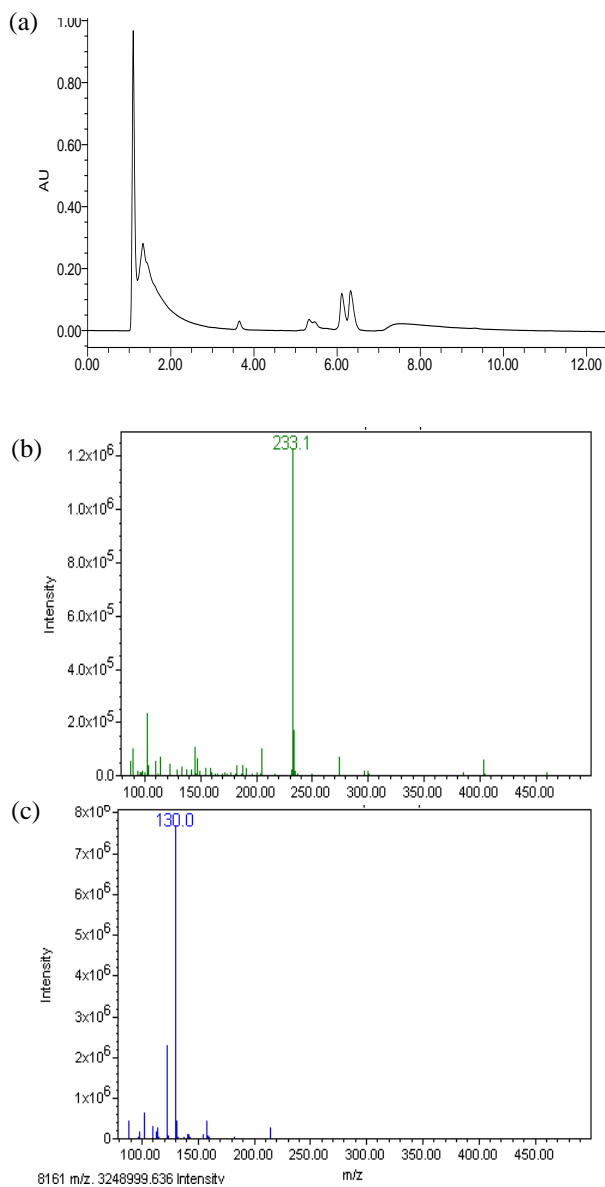 (a)
1.00
0.80
0.60
AU
0.40
0.20
0.00
0.00 2.00 4.00 6.00 8.00 10.00 12.00
(b)
233.1
1.2x10^6
1.0x10^6
8.0x10^5
Intensity
6.0x10^5
4.0x10^5
2.0x10^5
0.0
100.00 150.00 200.00 250.00 300.00 350.00 400.00 450.00
(c)
130.0
8x10^6
7x10^6
6x10^6
5x10^6
Intensity
4x10^6
3x10^6
2x10^6
1x10^6
0
100.00 150.00 200.00 250.00 300.00 350.00 400.00 450.00
m/z
8161 m/z, 3248999.636 Intensity